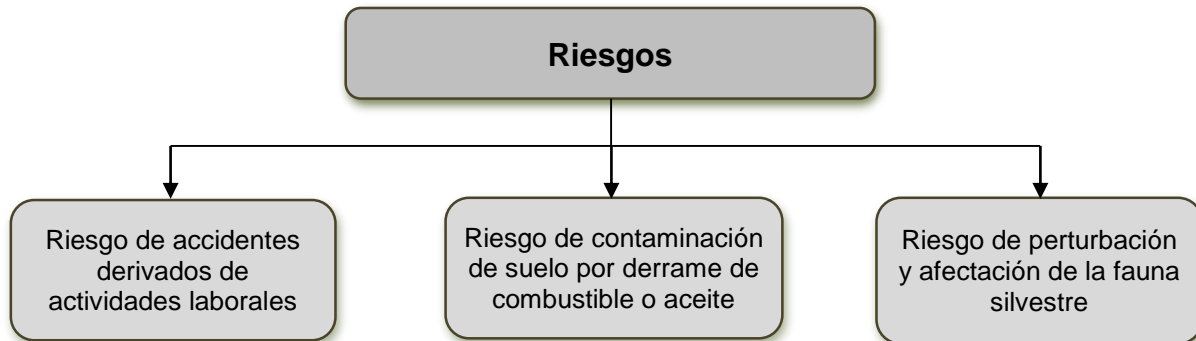 Riesgos
Riesgo de accidentes
derivados de
actividades laborales
Riesgo de contaminación
de suelo por derrame de
combustible o aceite
Riesgo de perturbación
y afectación de la fauna
silvestre